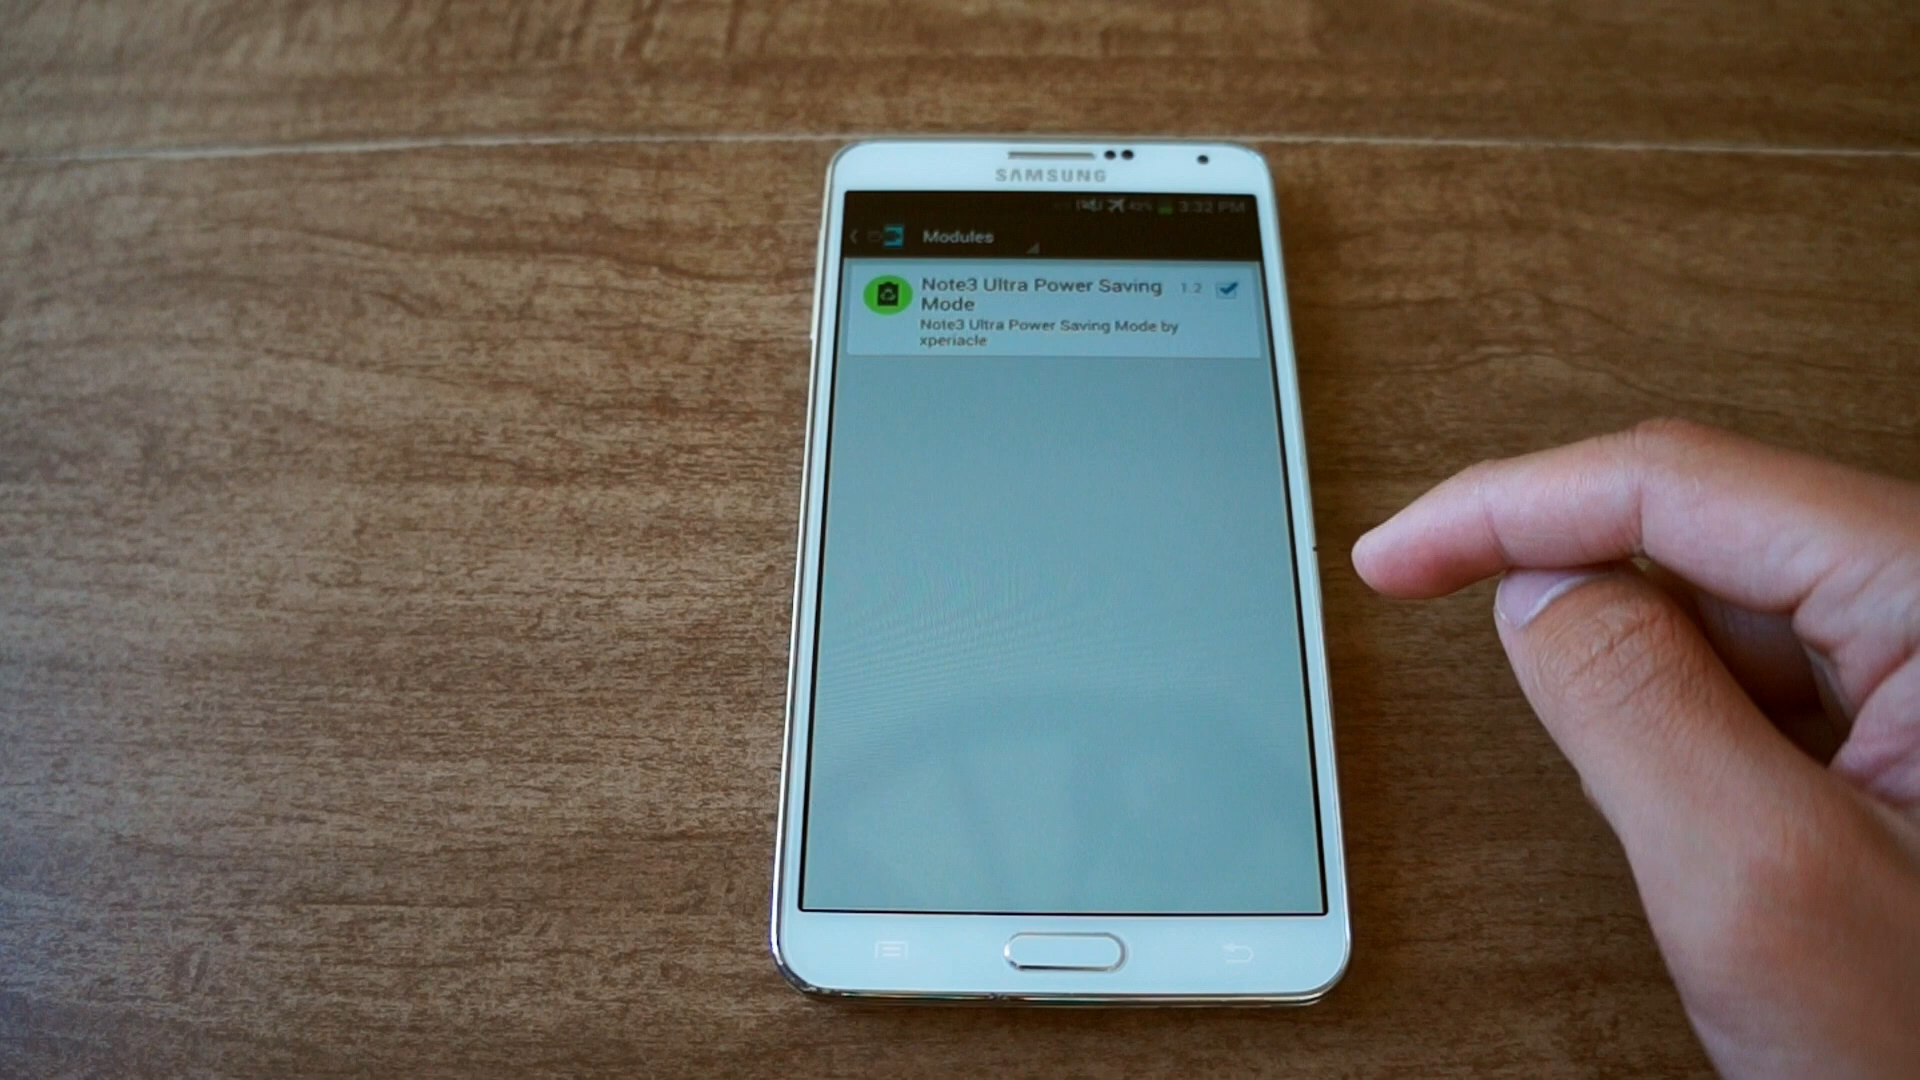 SAMSUNG
3:32 PM
Modules
Note3 Ultra Power Saving
Mode
1.2
Note3 Ultra Power Saving Mode by
xperiacle